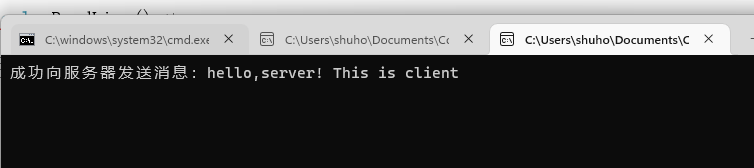 C:\windows\system32\cmd.exe
C:\Users\shuho\Documents\Cc
C:\Users\shuho\Documents\C
成功向服务器发送消息: hello,server! This is client